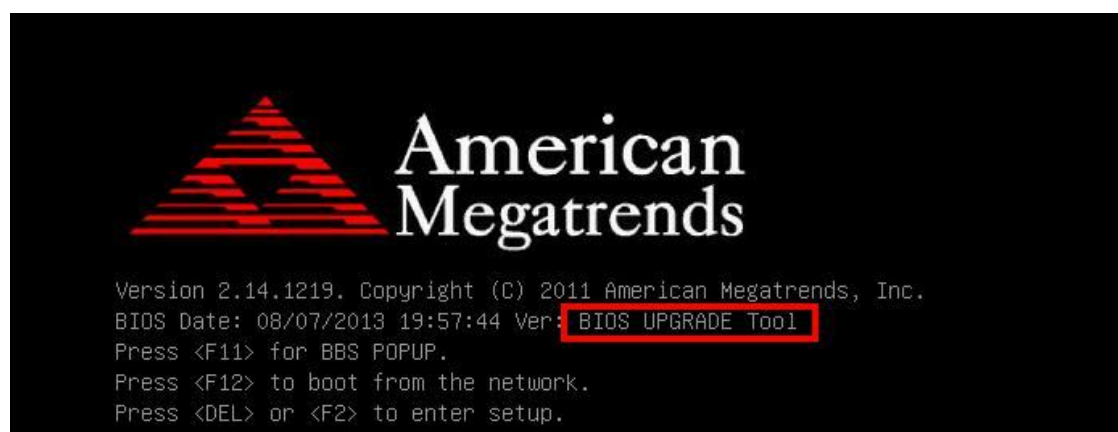 American
Megatrends
Version 2.14.1219. Copyright (C) 2011 American Megatrends, Inc.
BIOS Date: 08/07/2013 19:57:44 Ver: BIOS UPGRADE Tool
Press <F11> for BBS POPUP.
Press <F12> to boot from the network.
Press <DEL> or <F2> to enter setup.